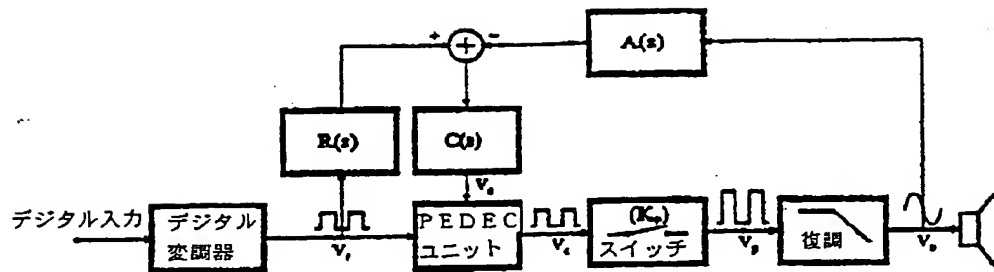 +
−
A(s)
R(s)
C(s)
Ve
デジタル入力
デジタル
変調器
Vr
PEDEC
ユニット
Vc
(Kp)
スイッチ
Vp
復調
Vo